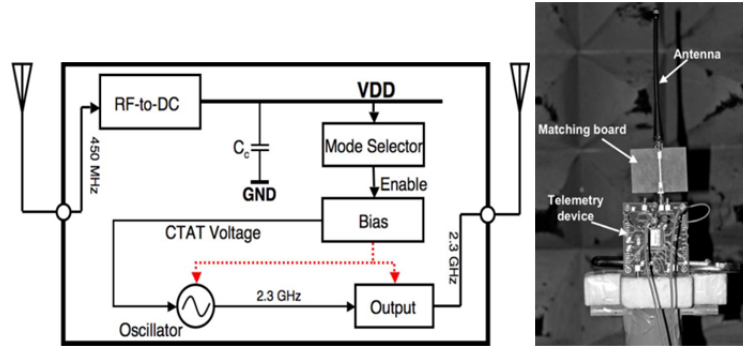 RF-to-DC
VDD
450 MHz
Cc
GND
Mode Selector
Enable
Bias
CTAT Voltage
2.3 GHz
2.3 GHz
Oscillator
Output
Antenna
Matching board
Telemetry
device